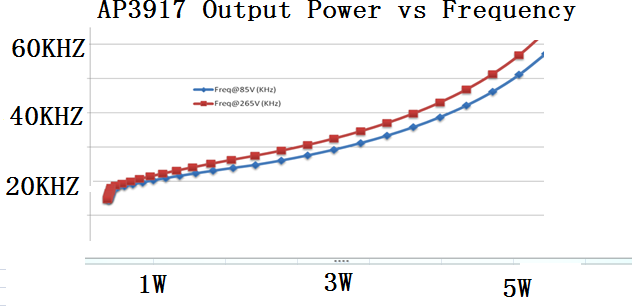 AP3917 Output Power vs Frequency
60KHZ
Freq@85V(KHz)
Freq@265V(KHz)
40KHZ
20KHZ
1W
3W
5W